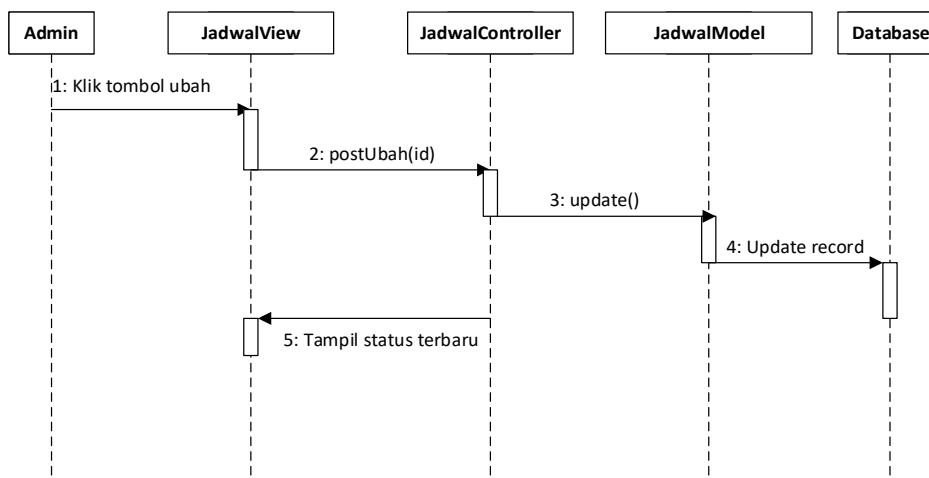 Admin
JadwalView
JadwalController
JadwalModel
Database
1: Klik tombol ubah
2: postUbah(id)
3: update()
4: Update record
5: Tampil status terbaru